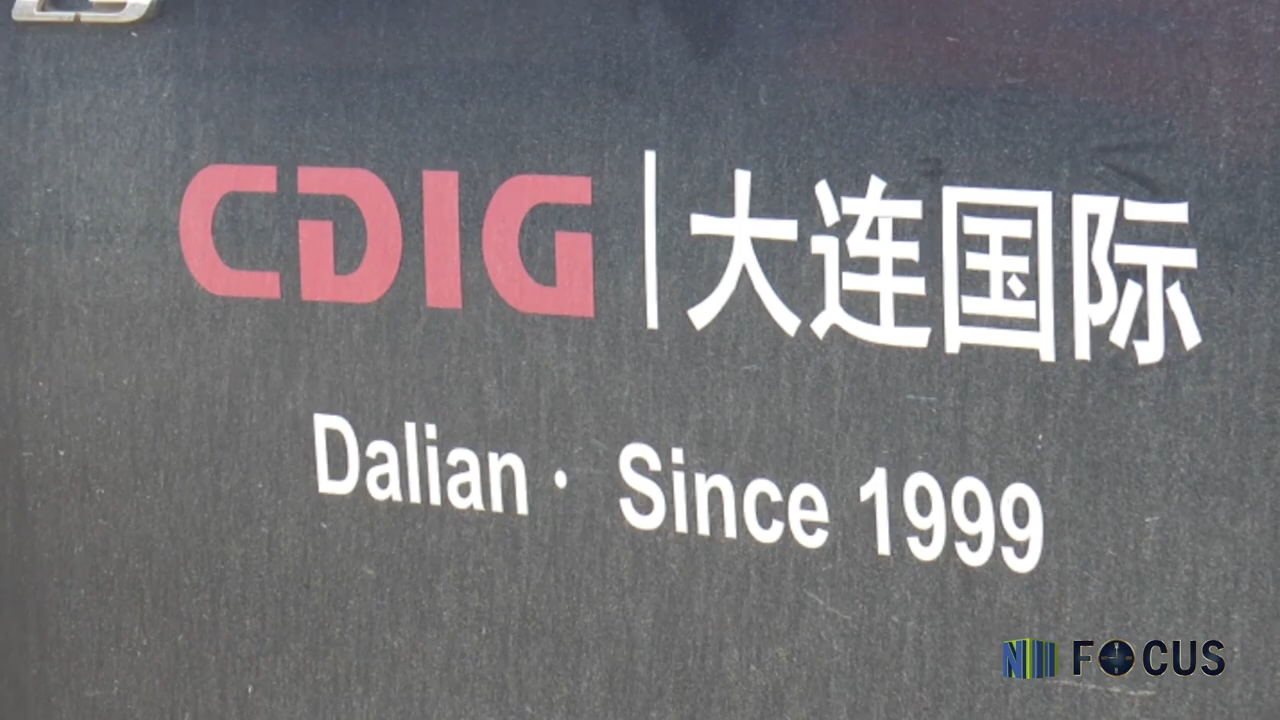 CDIG | 大连国际
Dalian · Since 1999
N FOCUS